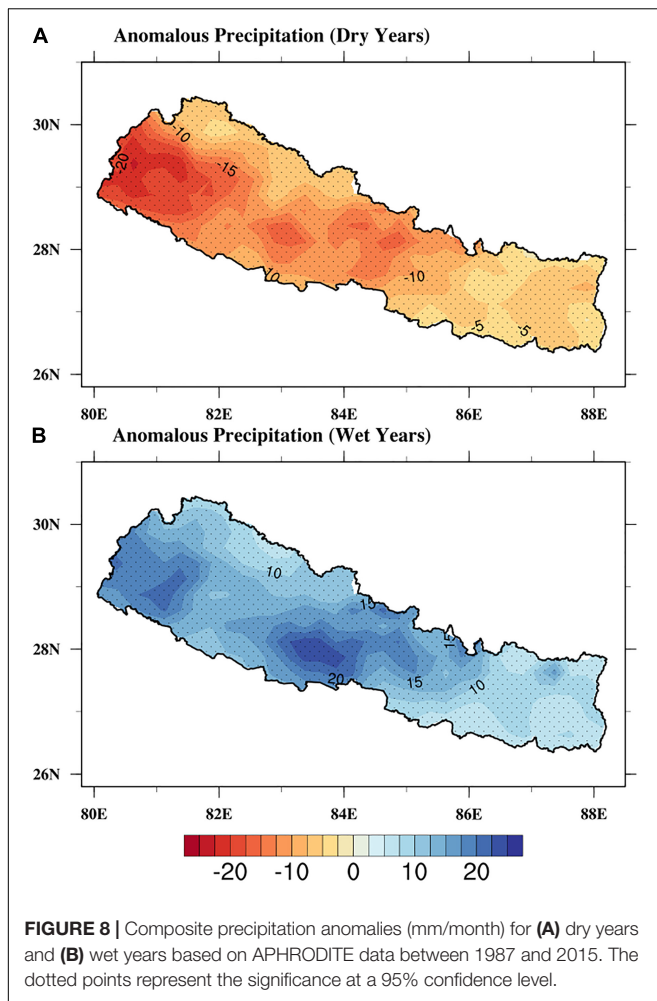 A
Anomalous Precipitation (Dry Years)
30N
28N
26N
-10
-20
-15
10
-10
-5
-5
80E 82E 84E 86E 88E
B
Anomalous Precipitation (Wet Years)
30N
28N
26N
10
15
15
20
15
10
80E 82E 84E 86E 88E
-20 -10 0 10 20
FIGURE 8 | Composite precipitation anomalies (mm/month) for (A) dry years
and (B) wet years based on APHRODITE data between 1987 and 2015. The
dotted points represent the significance at a 95% confidence level.